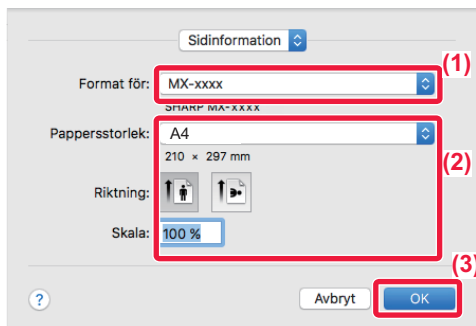 Sidinformation
(1)
Format för: MX-xxxx
SHARP MX-xxxx
Pappersstorlek: A4
210 × 297 mm
(2)
Riktning:
Skala: 100 %
(3)
? Avbryt OK